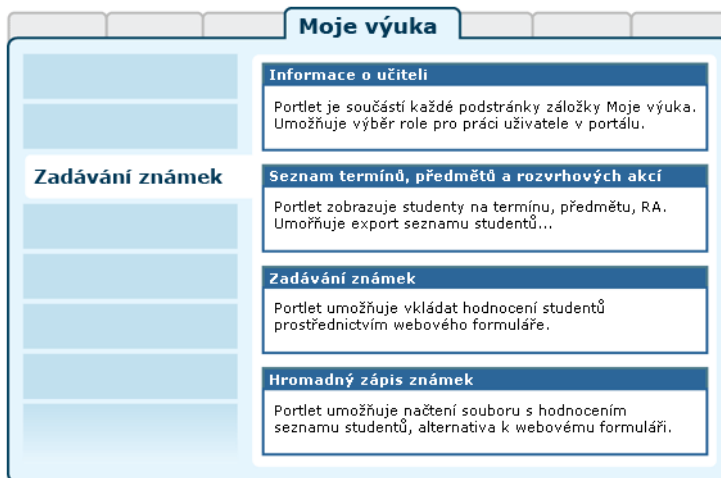 Moje výuka
Zadávání známek
Informace o učiteli
Portlet je součástí každé podstránky záložky Moje výuka.
Umožňuje výběr role pro práci uživatele v portálu.
Seznam termínů, předmětů a rozvrhových akcí
Portlet zobrazuje studenty na termínu, předmětu, RA.
Umořňuje export seznamu studentů...
Zadávání známek
Portlet umožňuje vkládat hodnocení studentů
prostřednictvím webového formuláře.
Hromadný zápis známek
Portlet umožňuje načtení souboru s hodnocením
seznamu studentů, alternativa k webovému formuláři.